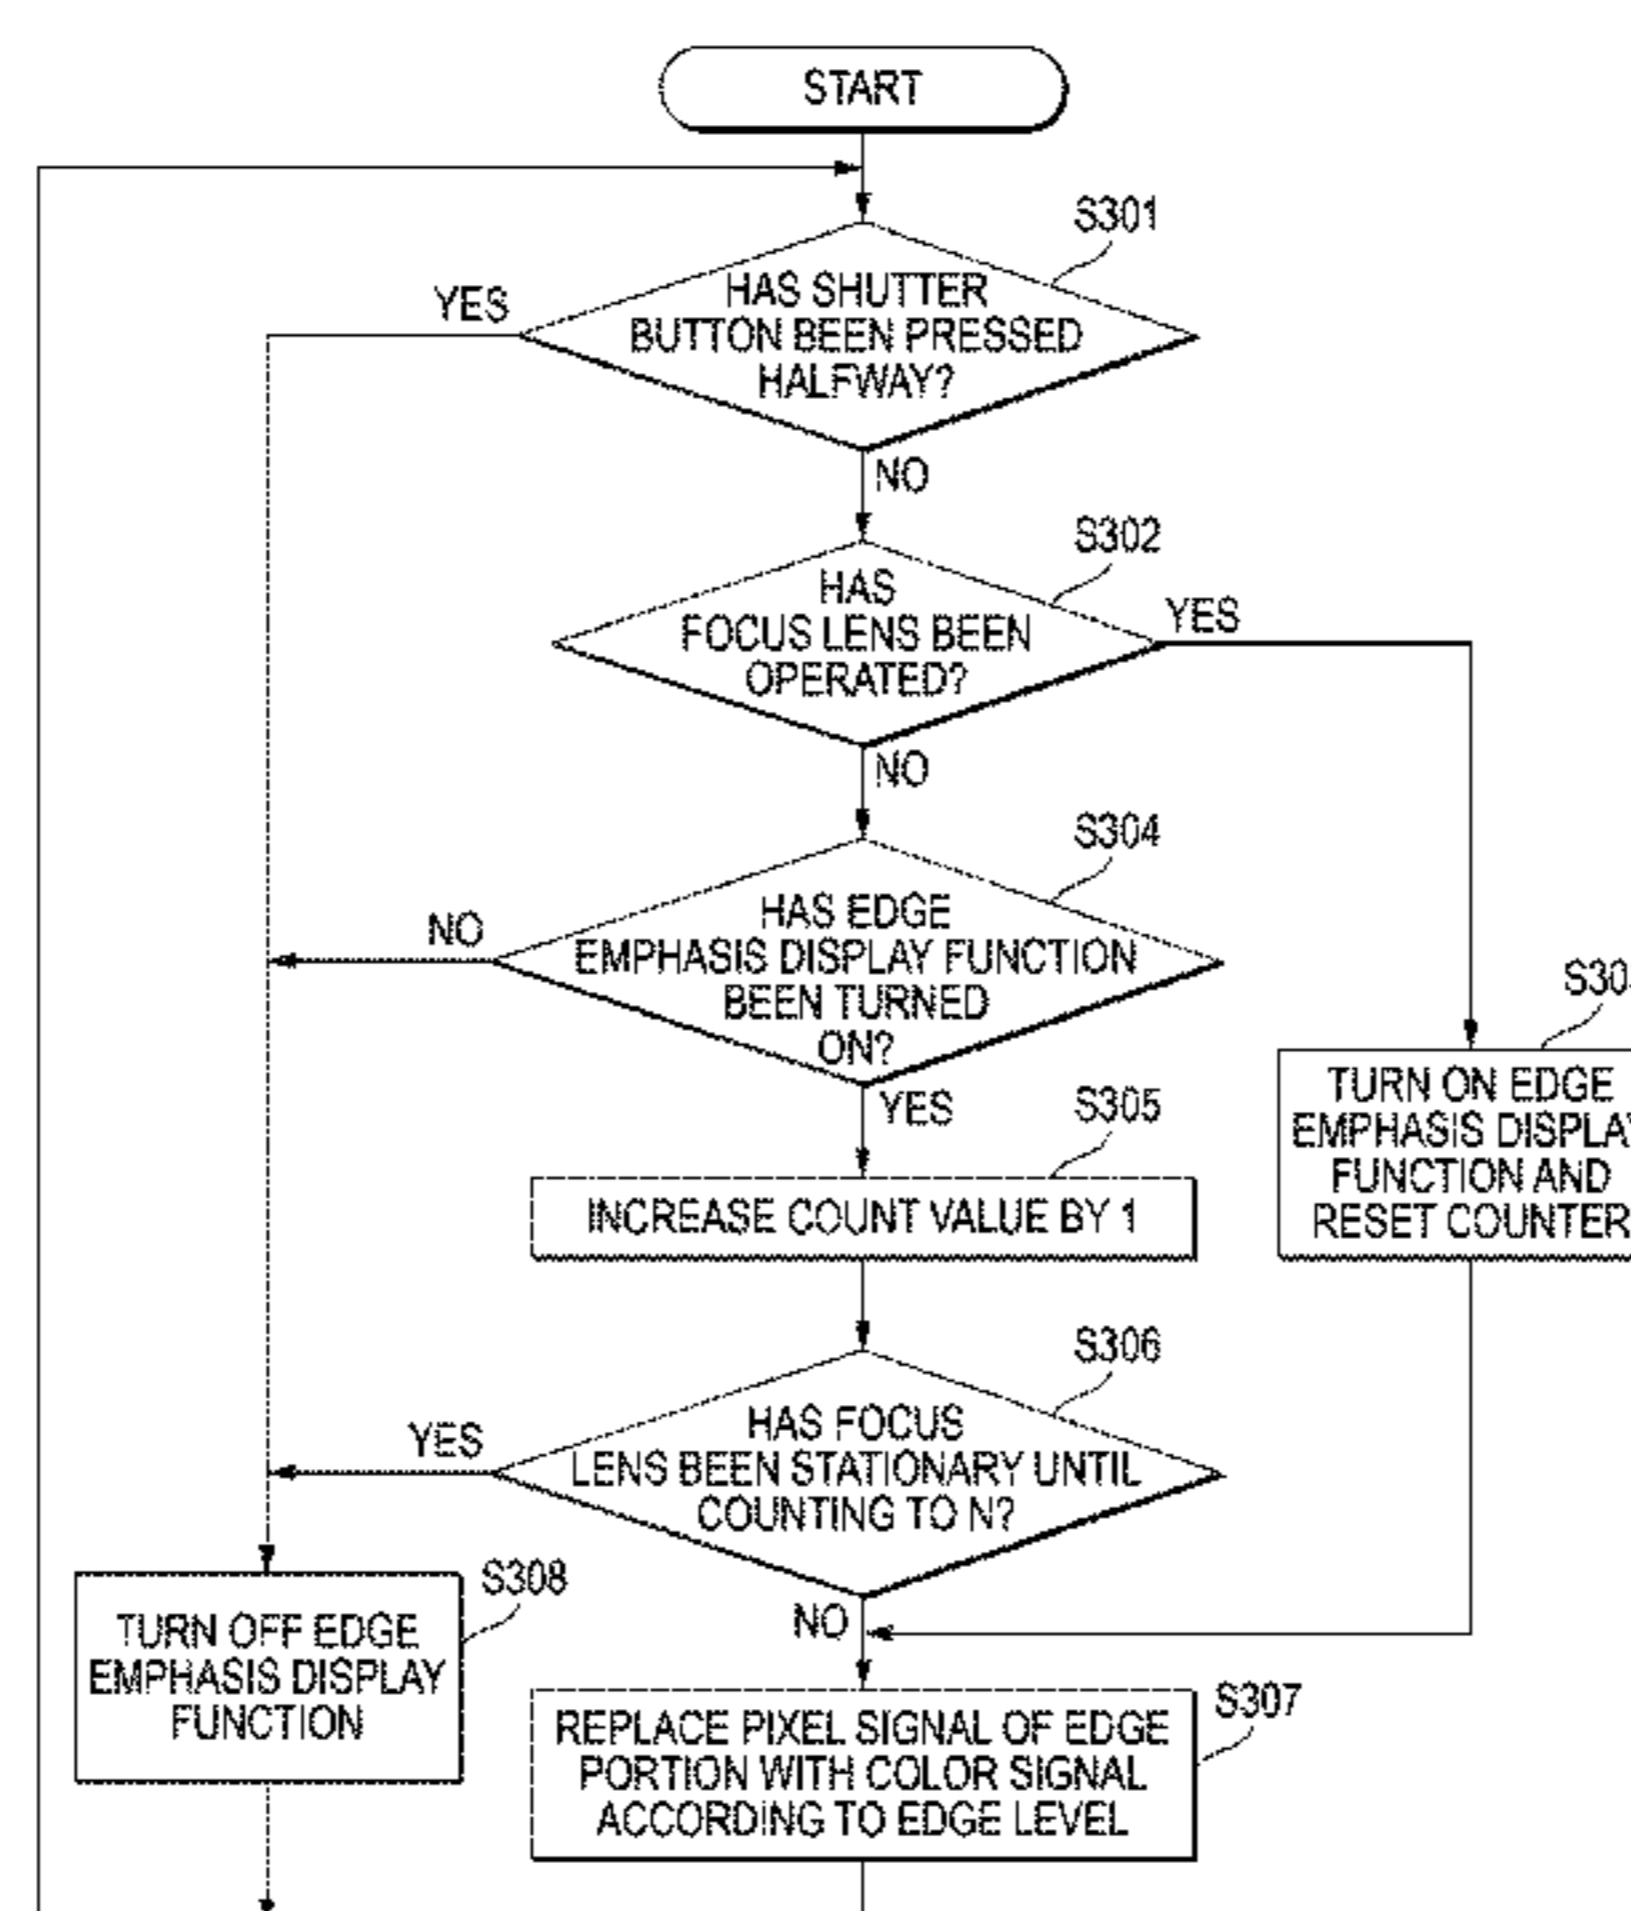 START
S301
YES
HAS SHUTTER
BUTTON BEEN PRESSED
HALFWAY?
NO
S302
HAS
FOCUS LENS BEEN
OPERATED?
YES
NO
S304
HAS EDGE
EMPHASIS DISPLAY FUNCTION
BEEN TURNED
ON?
NO
YES
TURN ON EDGE
EMPHASIS DISPLAY
FUNCTION AND
RESET COUNTER
S305
INCREASE COUNT VALUE BY 1
S306
HAS FOCUS
LENS BEEN STATIONARY UNTIL
COUNTING TO N?
YES
NO
S308
TURN OFF EDGE
EMPHASIS DISPLAY
FUNCTION
S307
REPLACE PIXEL SIGNAL OF EDGE
PORTION WITH COLOR SIGNAL
ACCORDING TO EDGE LEVEL